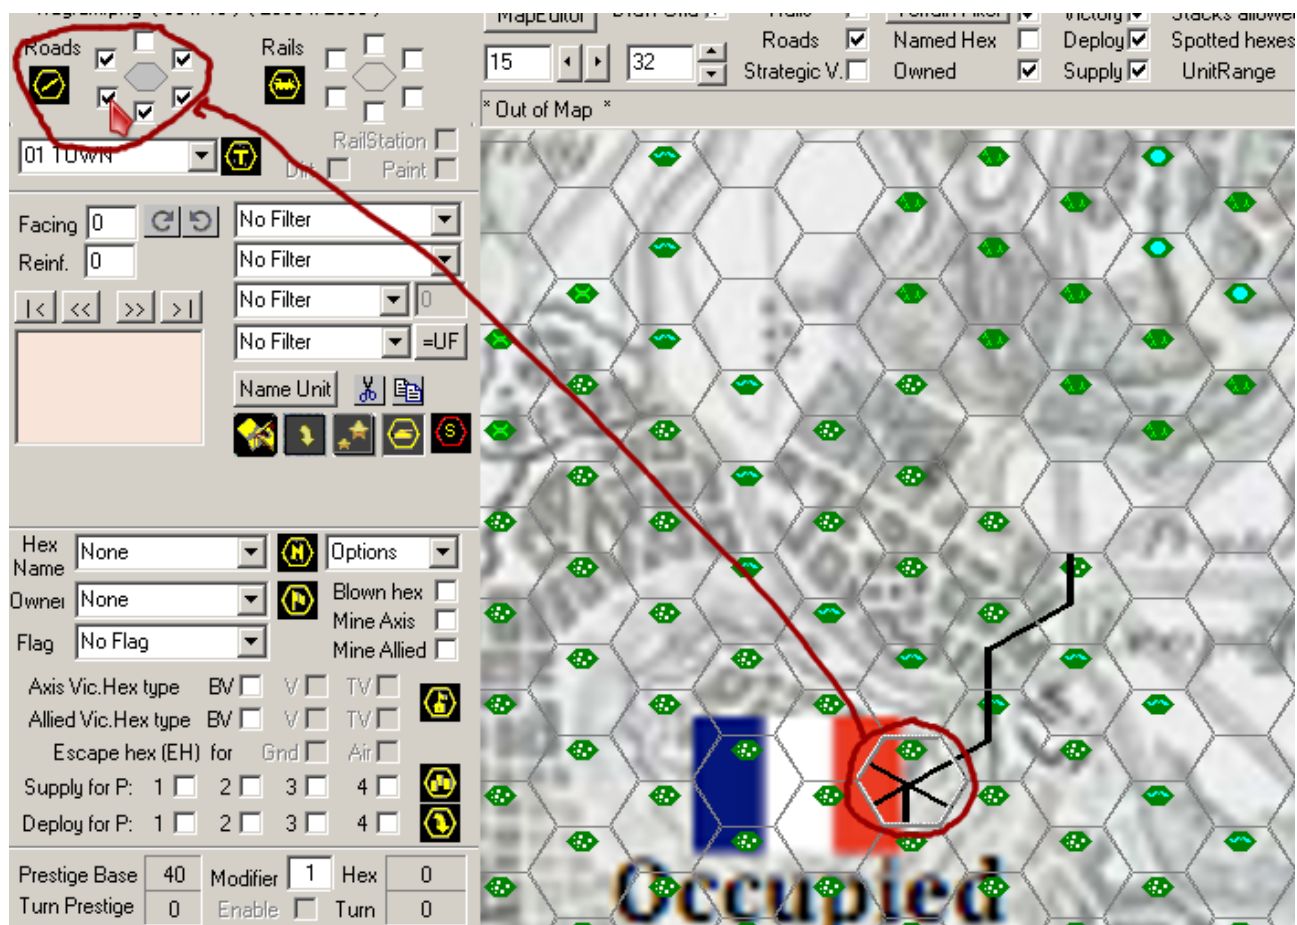 MapEditor
Victory Stacks allowed
Roads Rails
Roads Named Hex Deploy Spotted hexes
15 32
Strategic V. Owned Supply UnitRange
* Out of Map *
RailStation
01 TOWN T
Dirt Paint
Facing 0 No Filter
Reinf. 0 No Filter
No Filter 0
|< << >> >|
No Filter =UF
Name Unit
S
Hex Name None N Options
Owner None Blown hex
Mine Axis
Flag No Flag Mine Allied
Axis Vic.Hex type BV V TV
Allied Vic.Hex type BV V TV
Escape hex (EH) for Gnd Air
Supply for P: 1 2 3 4
Deploy for P: 1 2 3 4
Prestige Base 40 Modifier 1 Hex 0
Turn Prestige 0 Enable Turn 0
Occupied